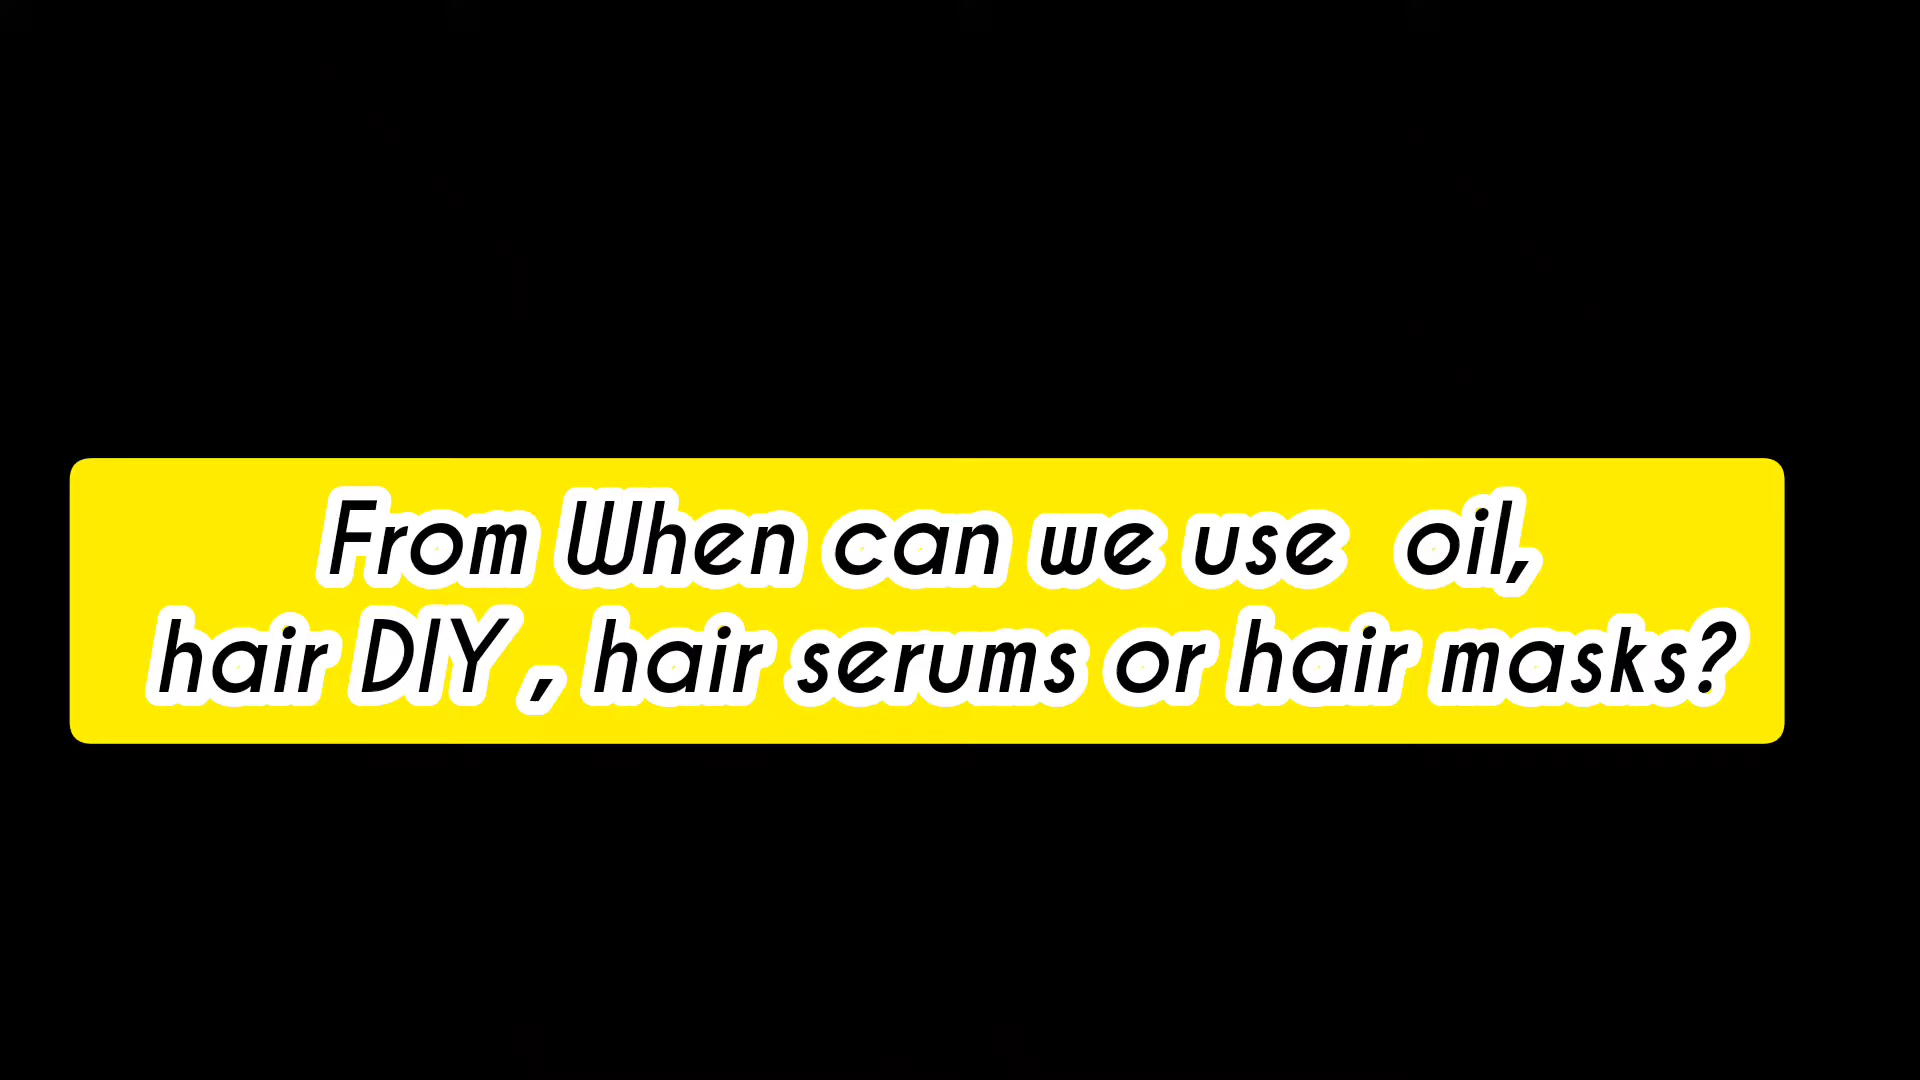 From When can we use  oil,
hair DIY , hair serums or hair masks?